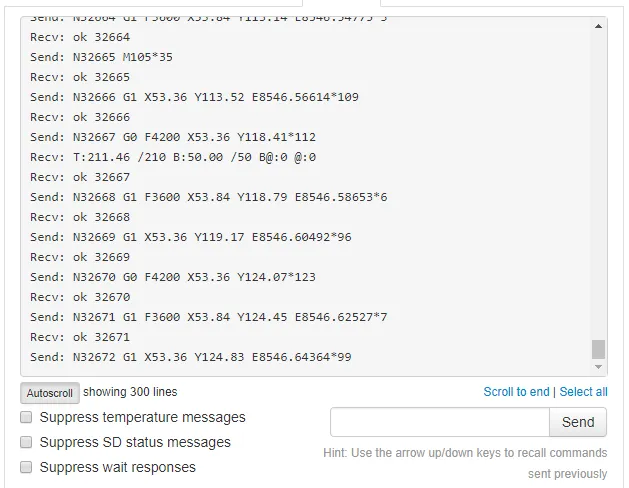 Send: N32664 G1 F3600 X53.84 Y113.14 E8546.54775*5
Recv: ok 32664
Send: N32665 M105*35
Recv: ok 32665
Send: N32666 G1 X53.36 Y113.52 E8546.56614*109
Recv: ok 32666
Send: N32667 G0 F4200 X53.36 Y118.41*112
Recv: T:211.46 /210 B:50.00 /50 B@:0 @:0
Recv: ok 32667
Send: N32668 G1 F3600 X53.84 Y118.79 E8546.58653*6
Recv: ok 32668
Send: N32669 G1 X53.36 Y119.17 E8546.60492*96
Recv: ok 32669
Send: N32670 G0 F4200 X53.36 Y124.07*123
Recv: ok 32670
Send: N32671 G1 F3600 X53.84 Y124.45 E8546.62527*7
Recv: ok 32671
Send: N32672 G1 X53.36 Y124.83 E8546.64364*99
Autoscroll showing 300 lines
Scroll to end | Select all
Suppress temperature messages
Suppress SD status messages
Suppress wait responses
Send
Hint: Use the arrow up/down keys to recall commands
sent previously